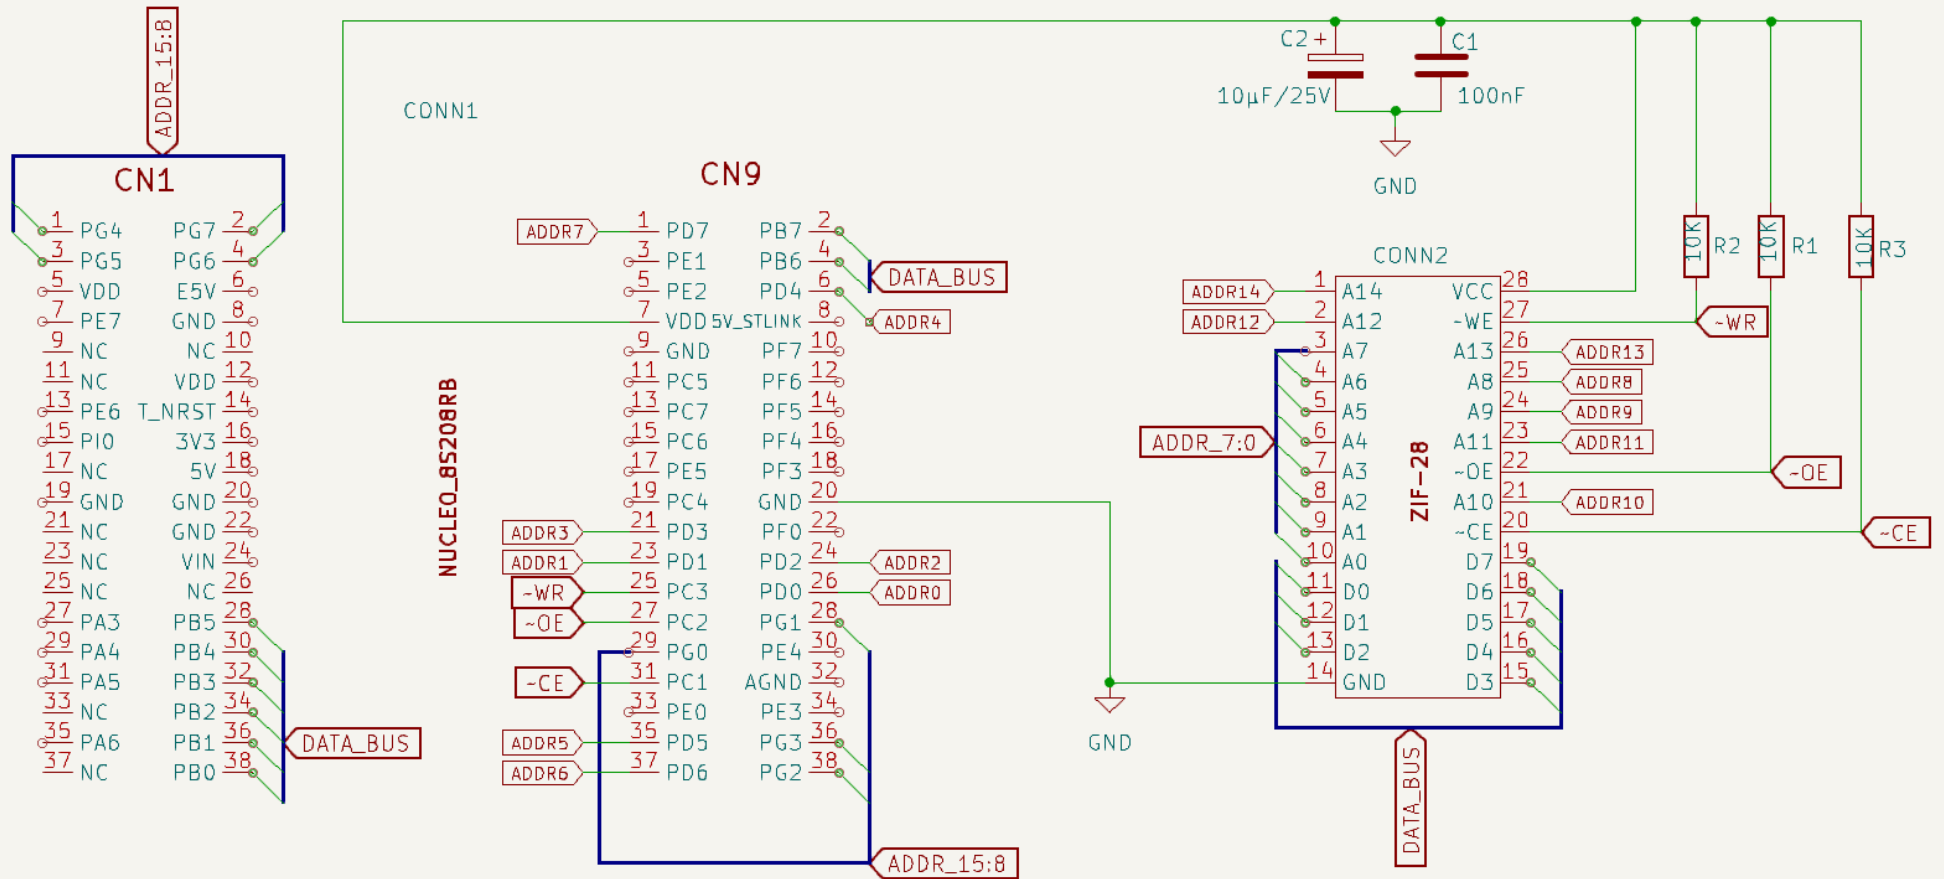 ADDR_15:8
CONN1
CN1
1 PG4 PG7 2
3 PG5 PG6 4
5 VDD E5V 6
7 PE7 GND 8
9 NC NC 10
11 NC VDD 12
13 PE6 T_NRST 14
15 PI0 3V3 16
17 NC 5V 18
19 GND GND 20
21 NC GND 22
23 NC VIN 24
25 NC NC 26
27 PA3 PB5 28
29 PA4 PB4 30
31 PA5 PB3 32
33 NC PB2 34
35 PA6 PB1 36
37 NC PB0 38
DATA_BUS
NUCLEO_8S208RB
CN9
ADDR7 1 PD7 PB7 2
3 PE1 PB6 4
DATA_BUS
5 PE2 PD4 6
7 VDD 5V_STLINK 8 ADDR4
9 GND PF7 10
11 PC5 PF6 12
13 PC7 PF5 14
15 PC6 PF4 16
17 PE5 PF3 18
19 PC4 GND 20
ADDR3 21 PD3 PF0 22
ADDR1 23 PD1 PD2 24 ADDR2
~WR 25 PC3 PD0 26 ADDR0
~OE 27 PC2 PG1 28
29 PG0 PE4 30
~CE 31 PC1 AGND 32
33 PE0 PE3 34
ADDR5 35 PD5 PG3 36
ADDR6 37 PD6 PG2 38
ADDR_15:8
GND
C2 +
10µF/25V
C1
100nF
GND
10K R2
10K R1
10K R3
CONN2
ADDR14 1 A14 VCC 28
ADDR12 2 A12 ~WE 27 ~WR
3 A7 A13 26 ADDR13
4 A6 A8 25 ADDR8
5 A5 A9 24 ADDR9
ADDR_7:0 6 A4 A11 23 ADDR11
7 A3 ~OE 22 ~OE
8 A2 A10 21 ADDR10
9 A1 ~CE 20 ~CE
10 A0 D7 19
11 D0 D6 18
12 D1 D5 17
13 D2 D4 16
14 GND D3 15
ZIF-28
DATA_BUS